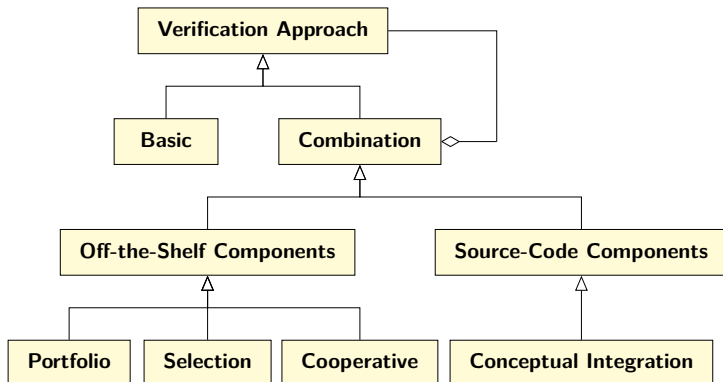 Verification Approach
Basic
Combination
Off-the-Shelf Components
Source-Code Components
Portfolio
Selection
Cooperative
Conceptual Integration